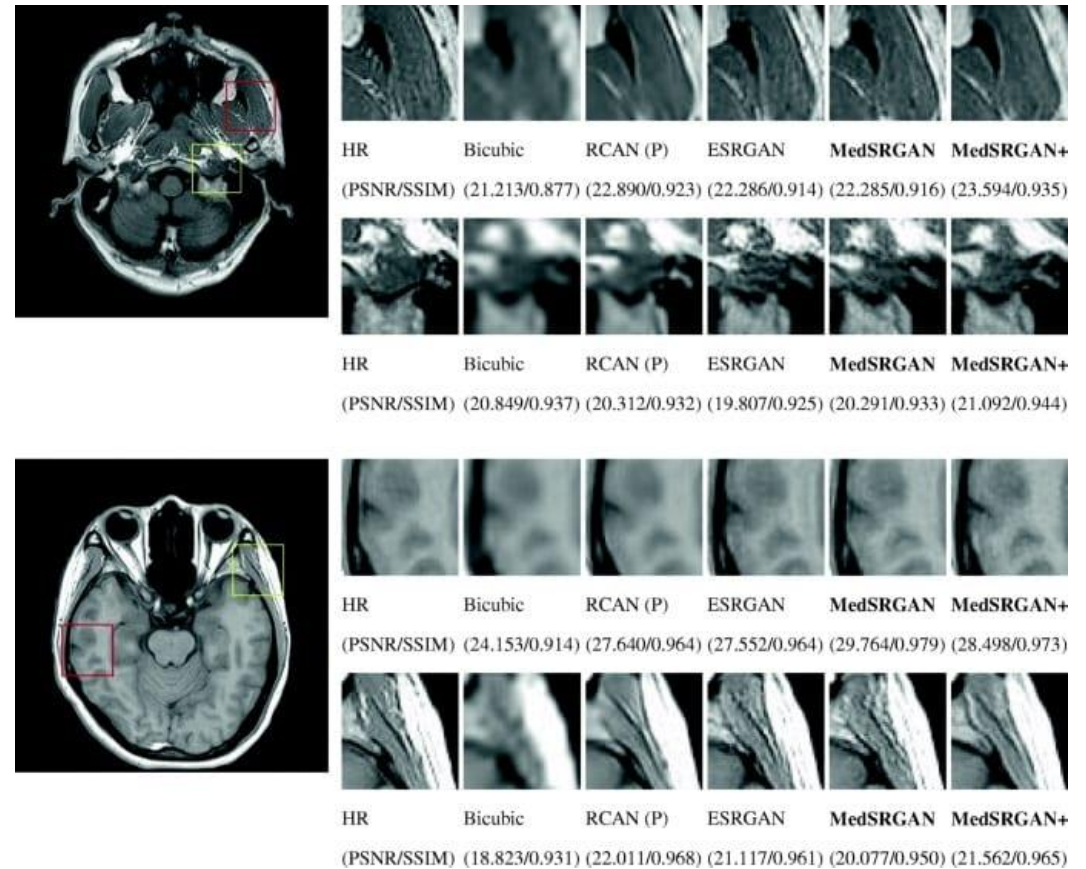 HR Bicubic RCAN (P) ESRGAN MedSRGAN MedSRGAN+
(PSNR/SSIM) (21.213/0.877) (22.890/0.923) (22.286/0.914) (22.285/0.916) (23.594/0.935)
HR Bicubic RCAN (P) ESRGAN MedSRGAN MedSRGAN+
(PSNR/SSIM) (20.849/0.937) (20.312/0.932) (19.807/0.925) (20.291/0.933) (21.092/0.944)
HR Bicubic RCAN (P) ESRGAN MedSRGAN MedSRGAN+
(PSNR/SSIM) (24.153/0.914) (27.640/0.964) (27.552/0.964) (29.764/0.979) (28.498/0.973)
HR Bicubic RCAN (P) ESRGAN MedSRGAN MedSRGAN+
(PSNR/SSIM) (18.823/0.931) (22.011/0.968) (21.117/0.961) (20.077/0.950) (21.562/0.965)